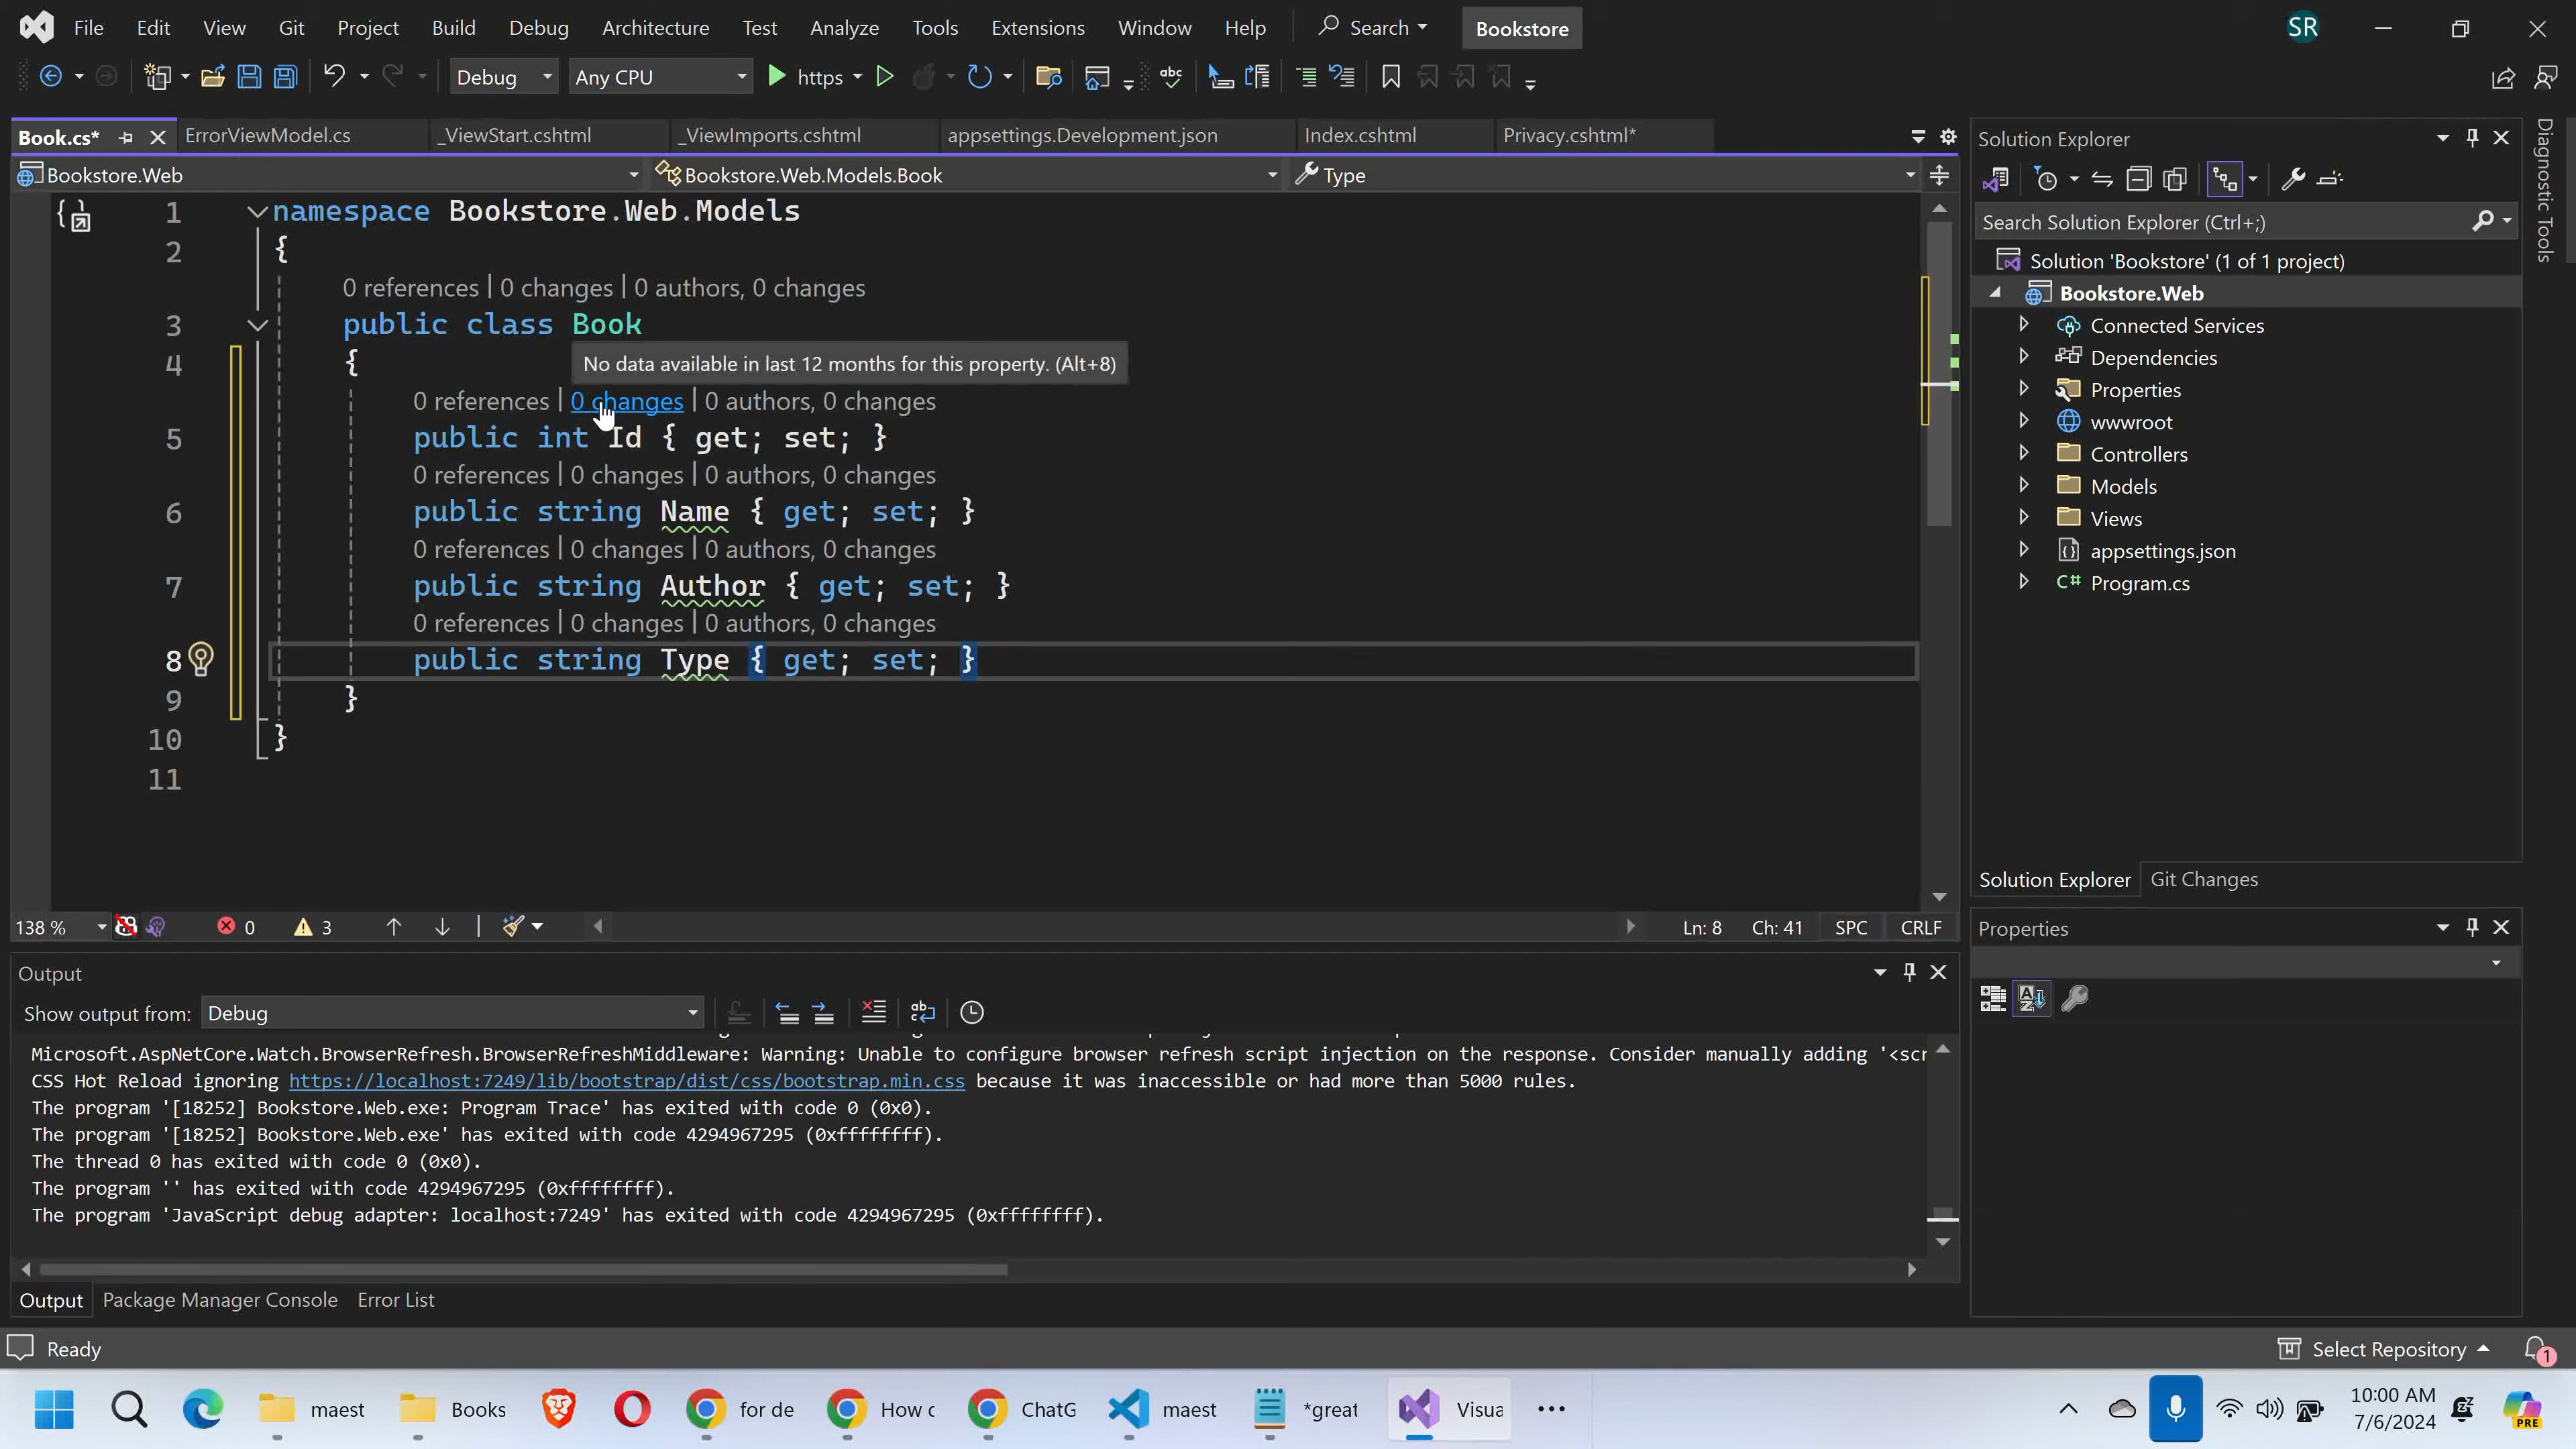 File Edit View Git Project Build Debug Architecture Test Analyze Tools Extensions Window Help Search Bookstore SR
Debug Any CPU https
Book.cs* ErrorViewModel.cs _ViewStart.cshtml _ViewImports.cshtml appsettings.Development.json Index.cshtml Privacy.cshtml*
Bookstore.Web Bookstore.Web.Models.Book Type
1 namespace Bookstore.Web.Models
2 {
0 references | 0 changes | 0 authors, 0 changes
3 public class Book
4 {
No data available in last 12 months for this property. (Alt+8)
0 references | 0 changes | 0 authors, 0 changes
5 public int Id { get; set; }
0 references | 0 changes | 0 authors, 0 changes
6 public string Name { get; set; }
0 references | 0 changes | 0 authors, 0 changes
7 public string Author { get; set; }
0 references | 0 changes | 0 authors, 0 changes
8 public string Type { get; set; }
9 }
10 }
11
138 % 0 3 Ln: 8 Ch: 41 SPC CRLF
Output
Show output from: Debug
Microsoft.AspNetCore.Watch.BrowserRefresh.BrowserRefreshMiddleware: Warning: Unable to configure browser refresh script injection on the response. Consider manually adding '<scr
CSS Hot Reload ignoring https://localhost:7249/lib/bootstrap/dist/css/bootstrap.min.css because it was inaccessible or had more than 5000 rules.
The program '[18252] Bookstore.Web.exe: Program Trace' has exited with code 0 (0x0).
The program '[18252] Bookstore.Web.exe' has exited with code 4294967295 (0xffffffff).
The thread 0 has exited with code 0 (0x0).
The program '' has exited with code 4294967295 (0xffffffff).
The program 'JavaScript debug adapter: localhost:7249' has exited with code 4294967295 (0xffffffff).
Output Package Manager Console Error List
Solution Explorer
Search Solution Explorer (Ctrl+;)
Solution 'Bookstore' (1 of 1 project)
Bookstore.Web
Connected Services
Dependencies
Properties
wwwroot
Controllers
Models
Views
appsettings.json
C# Program.cs
Solution Explorer Git Changes
Properties
Diagnostic Tools
Ready Select Repository 1
maest Books for de How c ChatG maest *great Visua
10:00 AM
7/6/2024
PRE